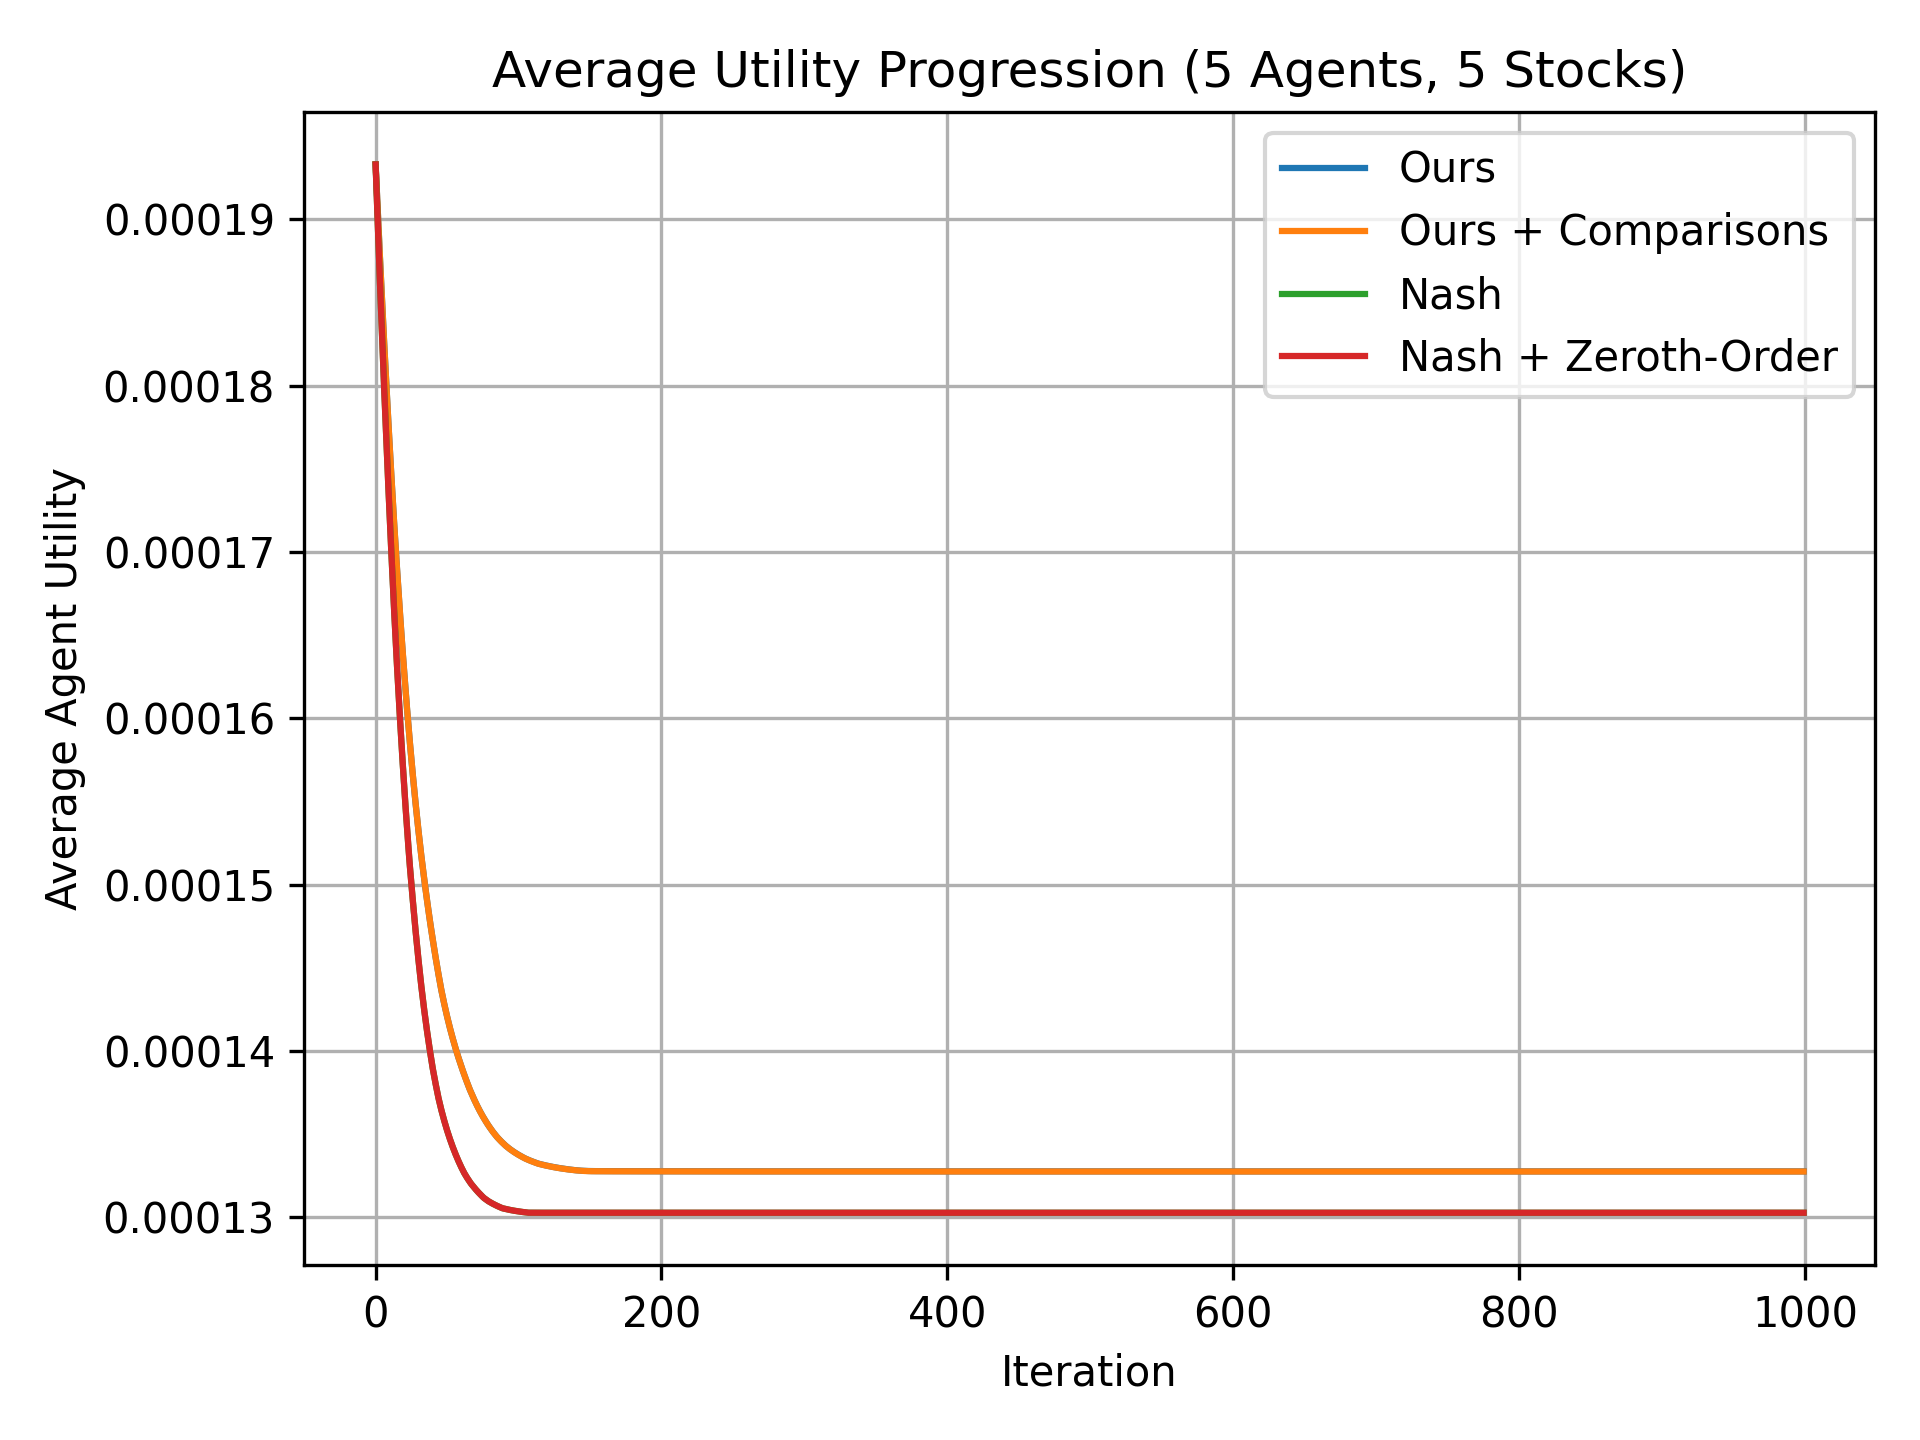 Average Utility Progression (5 Agents, 5 Stocks)
Ours
Ours + Comparisons
Nash
Nash + Zeroth-Order
Average Agent Utility
0.00019
0.00018
0.00017
0.00016
0.00015
0.00014
0.00013
0 200 400 600 800 1000
Iteration